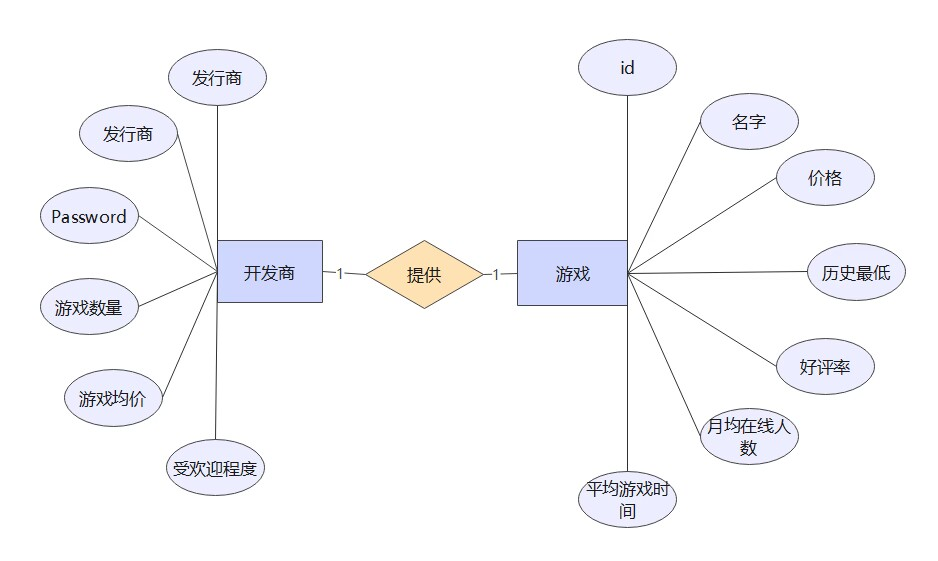 发行商
id
发行商
名字
价格
Password
开发商
1
提供
1
游戏
历史最低
游戏数量
好评率
游戏均价
月均在线人
数
受欢迎程度
平均游戏时
间